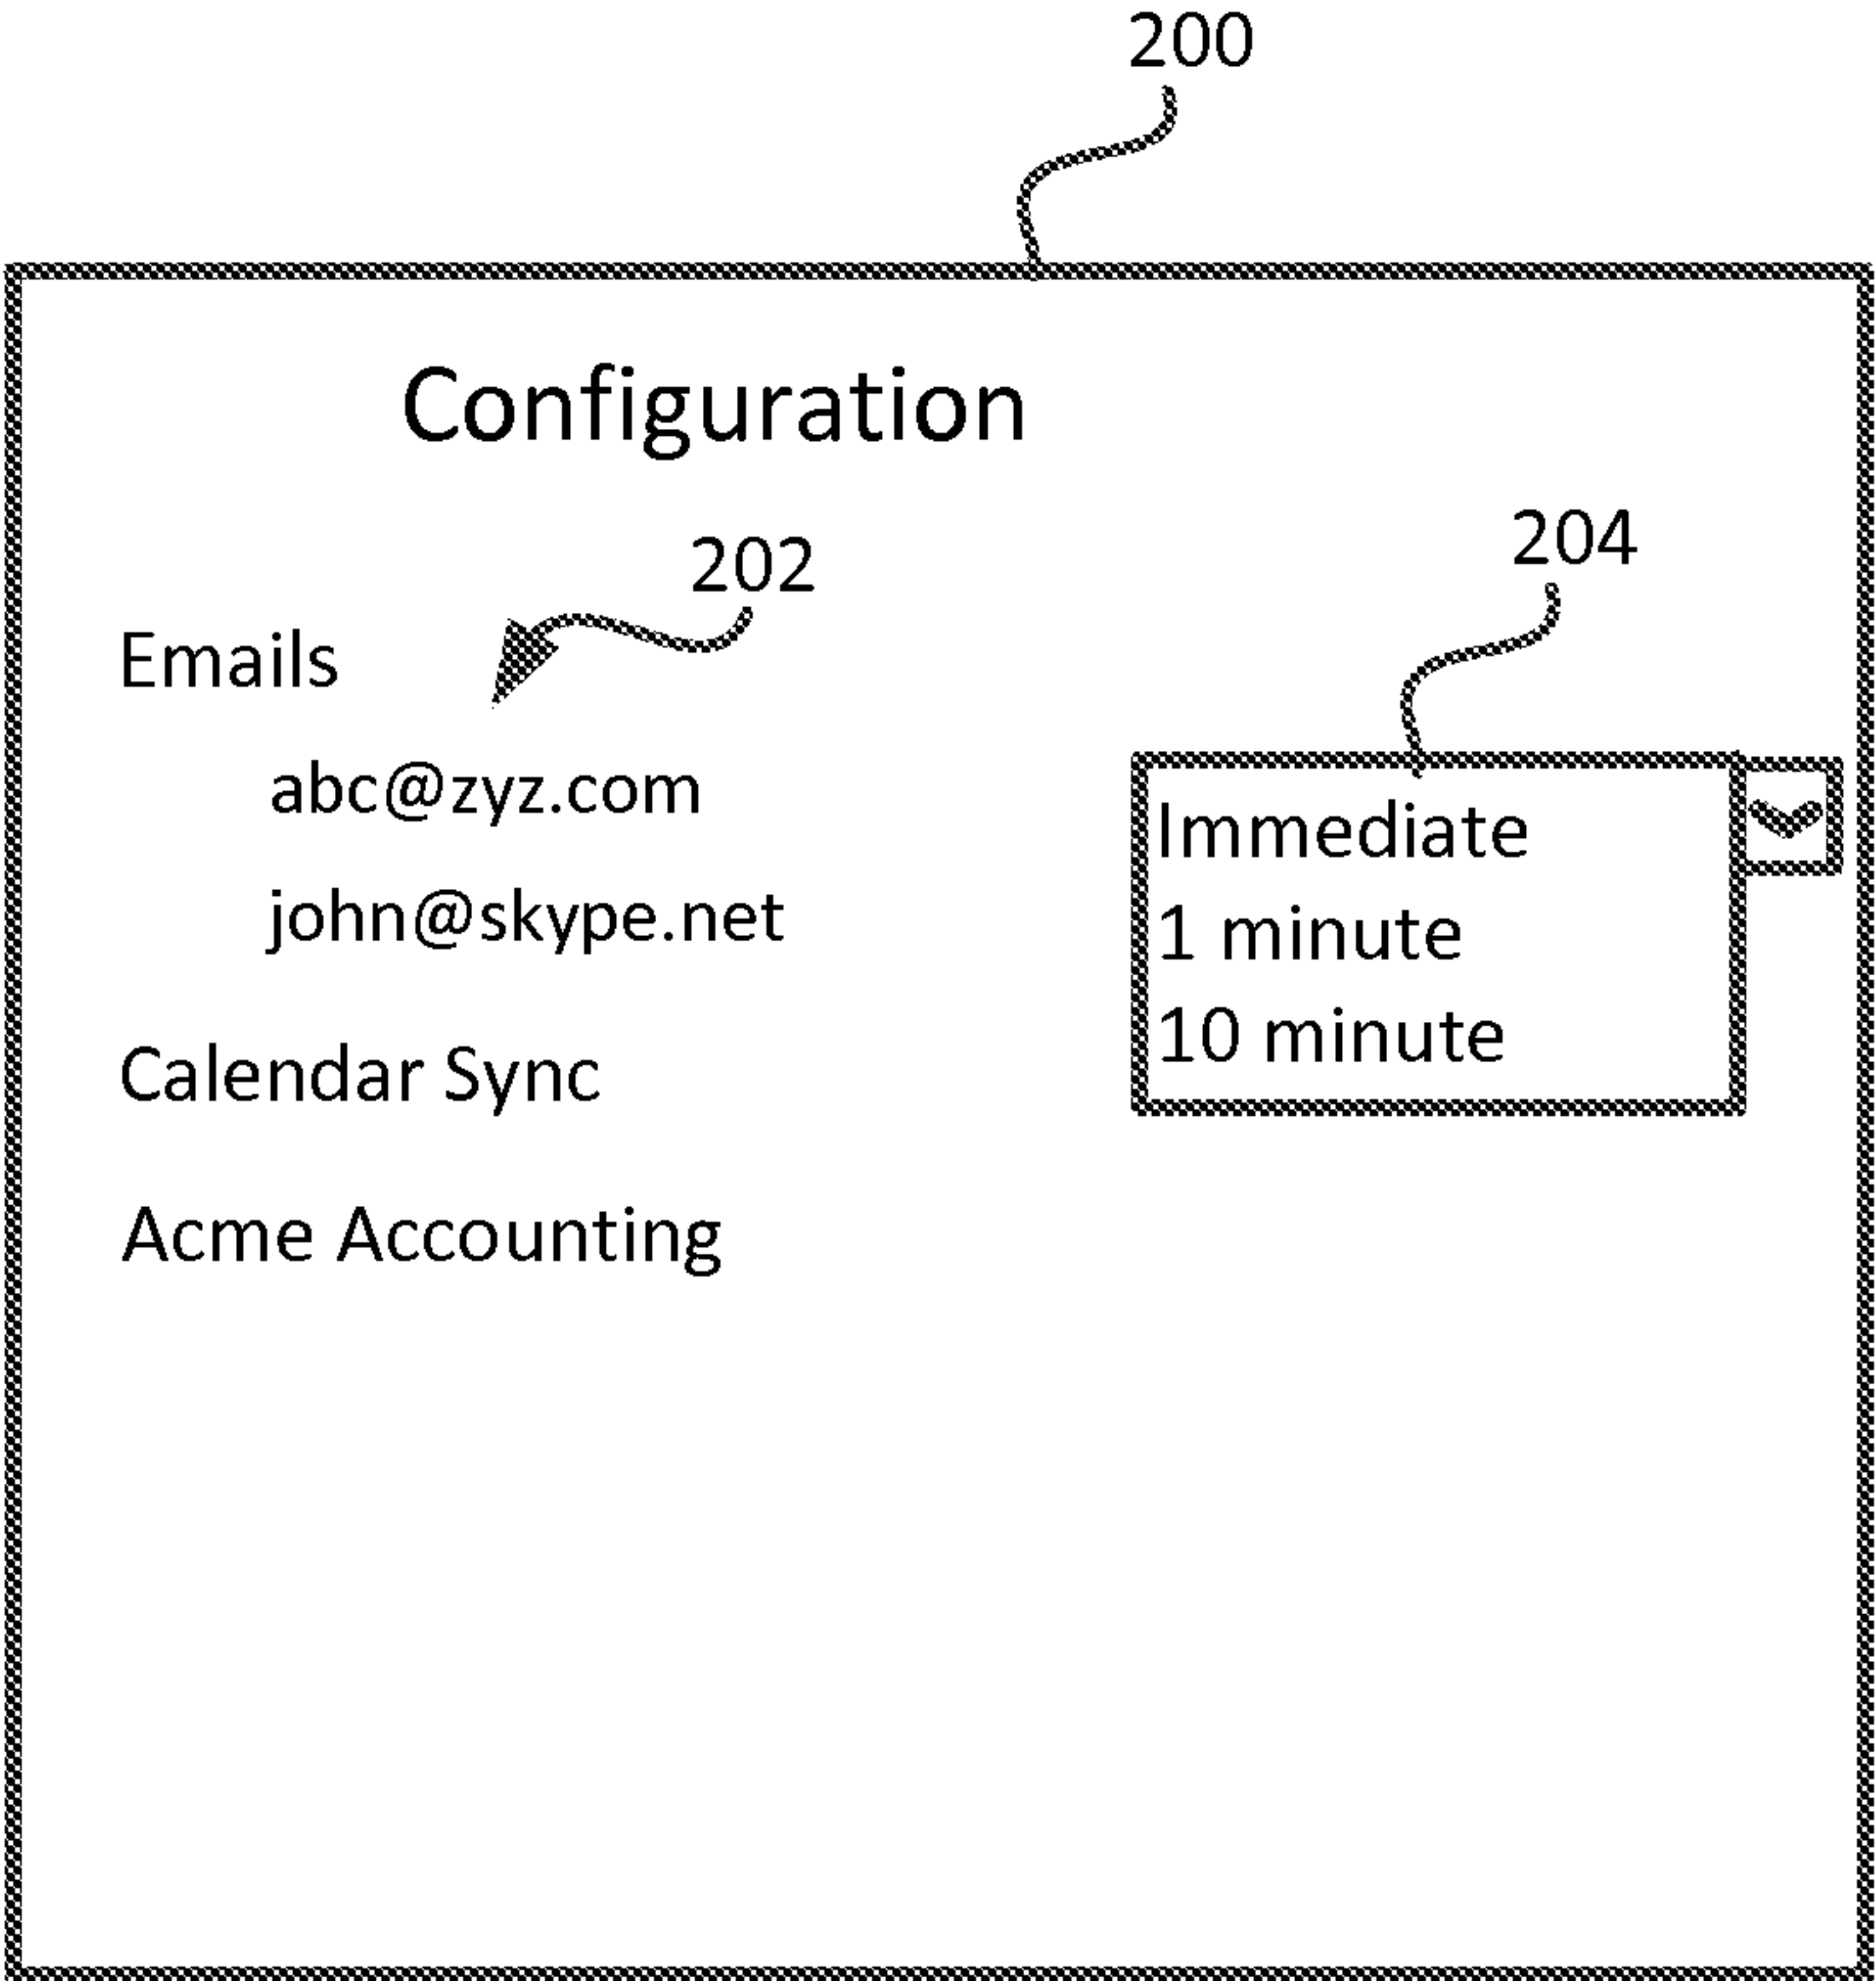 200
Configuration
202
204
Emails
abc@zyz.com
john@skype.net
Immediate
1 minute
10 minute
Calendar Sync
Acme Accounting